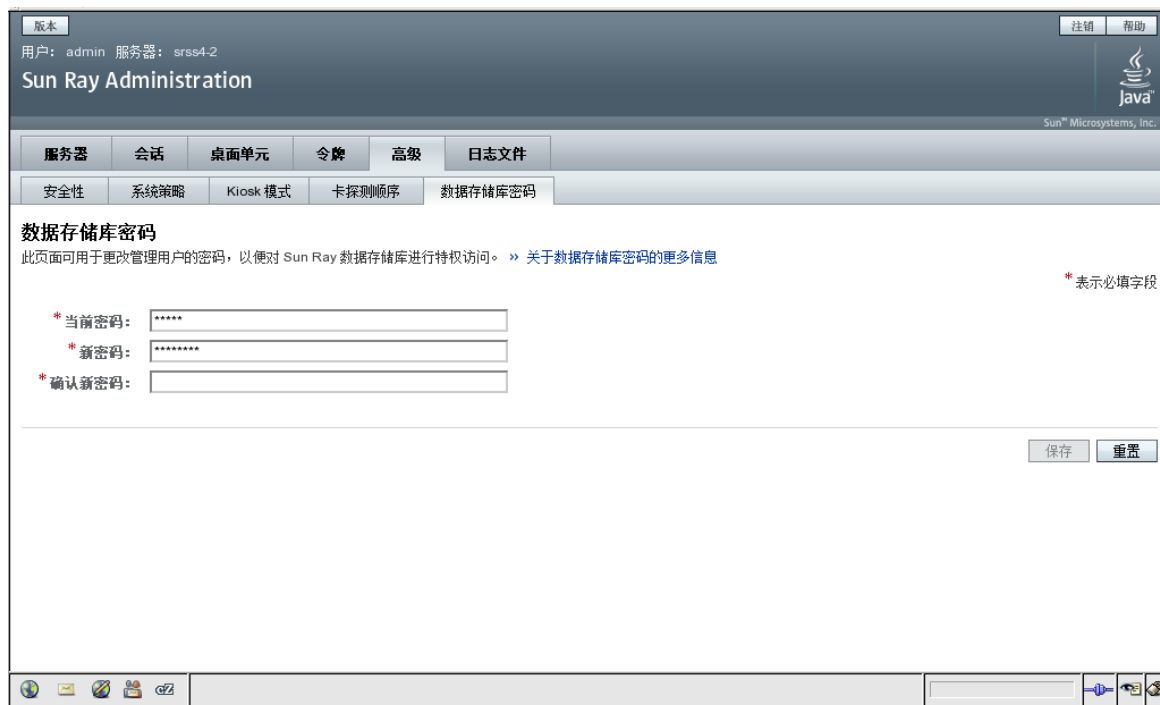 版本 注销 帮助
用户: admin 服务器: srss4-2
Sun Ray Administration
Java™
Sun™ Microsystems, Inc.
服务器 会话 桌面单元 令牌 高级 日志文件
安全性 系统策略 Kiosk 模式 卡探测顺序 数据存储库密码
数据存储库密码
此页面可用于更改管理用户的密码，以便对 Sun Ray 数据存储库进行特权访问。 » 关于数据存储库密码的更多信息
* 表示必填字段
* 当前密码: *****
* 新密码: ********
* 确认新密码:
保存 重置